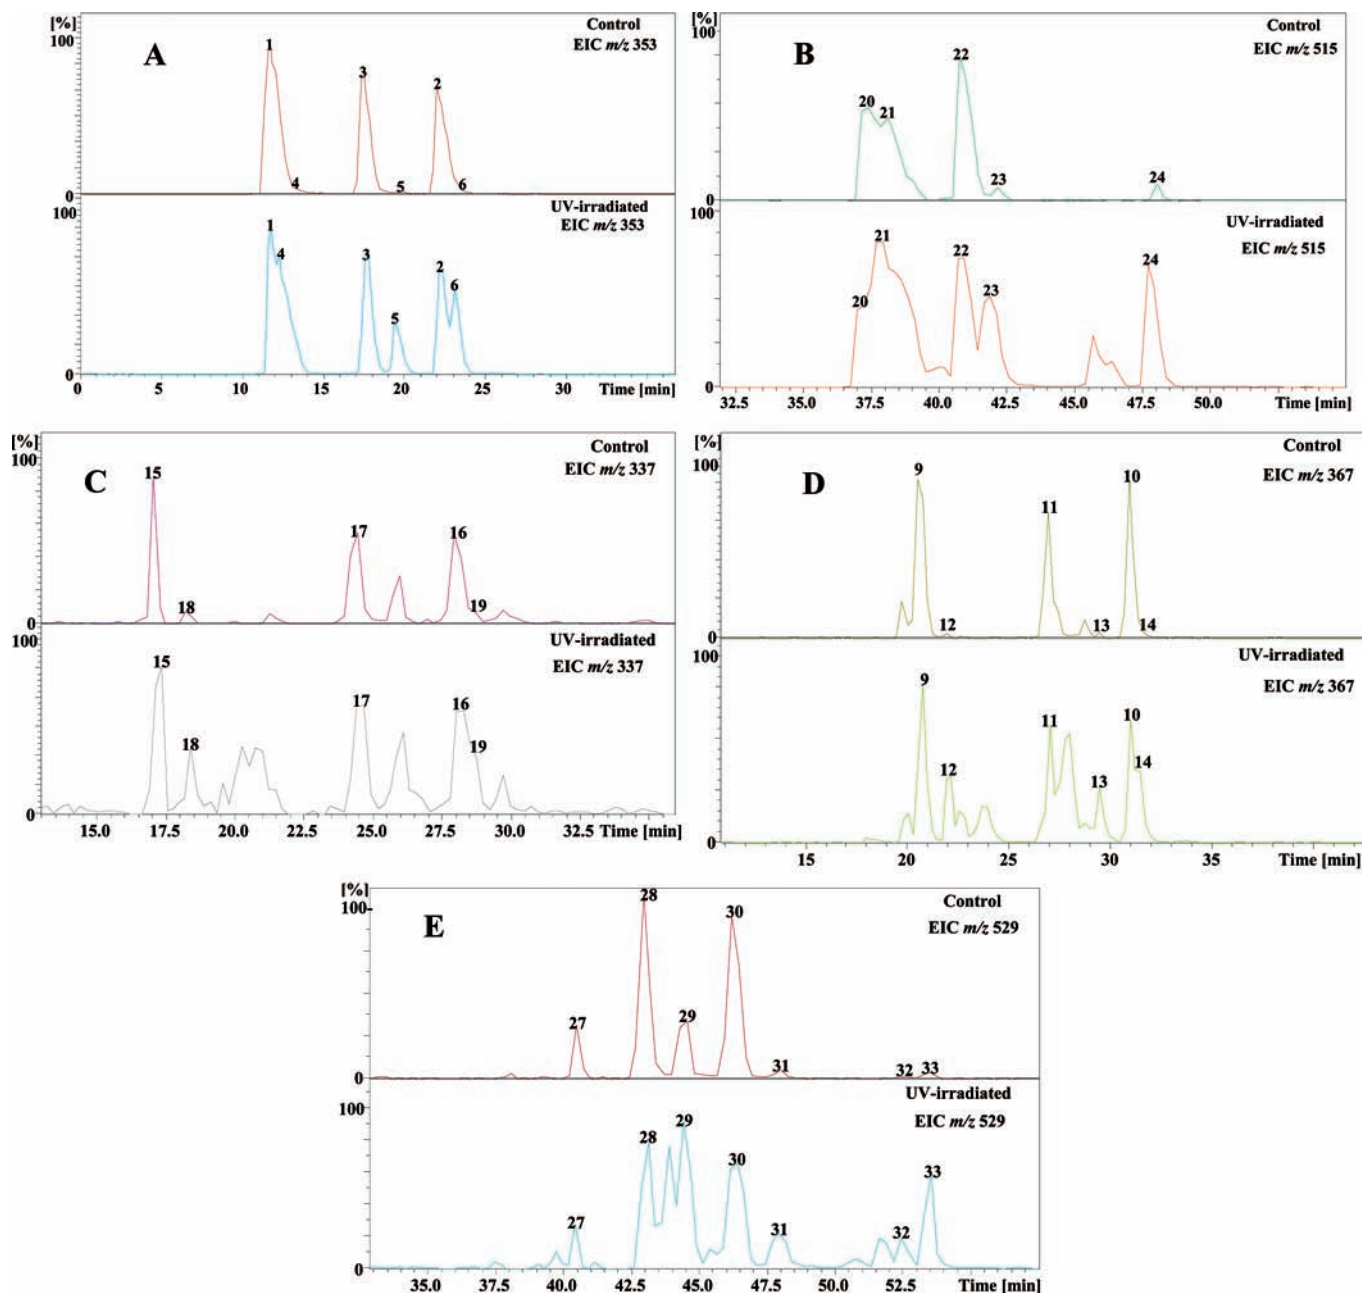 [%]
Control
100
A
EIC m/z 353
1
3
2
4
5
6
0
100
UV-irradiated
EIC m/z 353
1
4
3
2
6
5
0
0 5 10 15 20 25 30 Time [min]
[%]
Control
100
B
EIC m/z 515
22
20
21
23
24
0
100
UV-irradiated
EIC m/z 515
21
22
24
20
23
0
32.5 35.0 37.5 40.0 42.5 45.0 47.5 50.0 Time [min]
[%]
Control
100
C
EIC m/z 337
15
17
16
18
19
0
100
UV-irradiated
EIC m/z 337
15
17
16
18
19
0
15.0 17.5 20.0 22.5 25.0 27.5 30.0 32.5 Time [min]
[%]
Control
100
D
EIC m/z 367
9
10
11
12
13
14
0
100
UV-irradiated
EIC m/z 367
9
11
10
12
13
14
0
15 20 25 30 35 Time [min]
[%]
Control
100
E
EIC m/z 529
28
30
27
29
31
32
33
0
100
UV-irradiated
EIC m/z 529
28
29
30
33
27
31
32
0
35.0 37.5 40.0 42.5 45.0 47.5 50.0 52.5 Time [min]